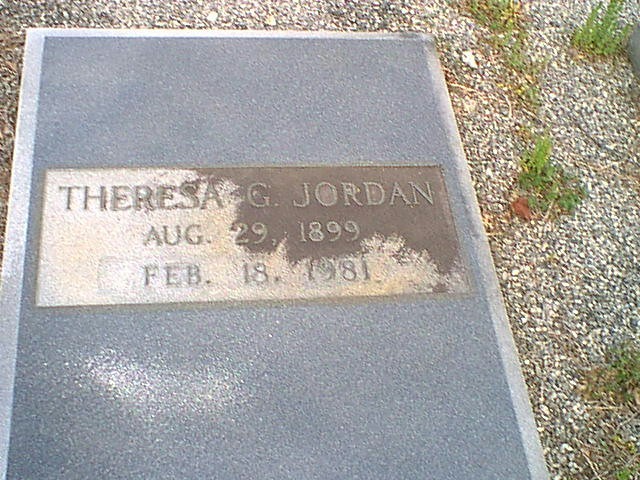 THERESA G. JORDAN
AUG. 29, 1899
FEB. 18, 1981